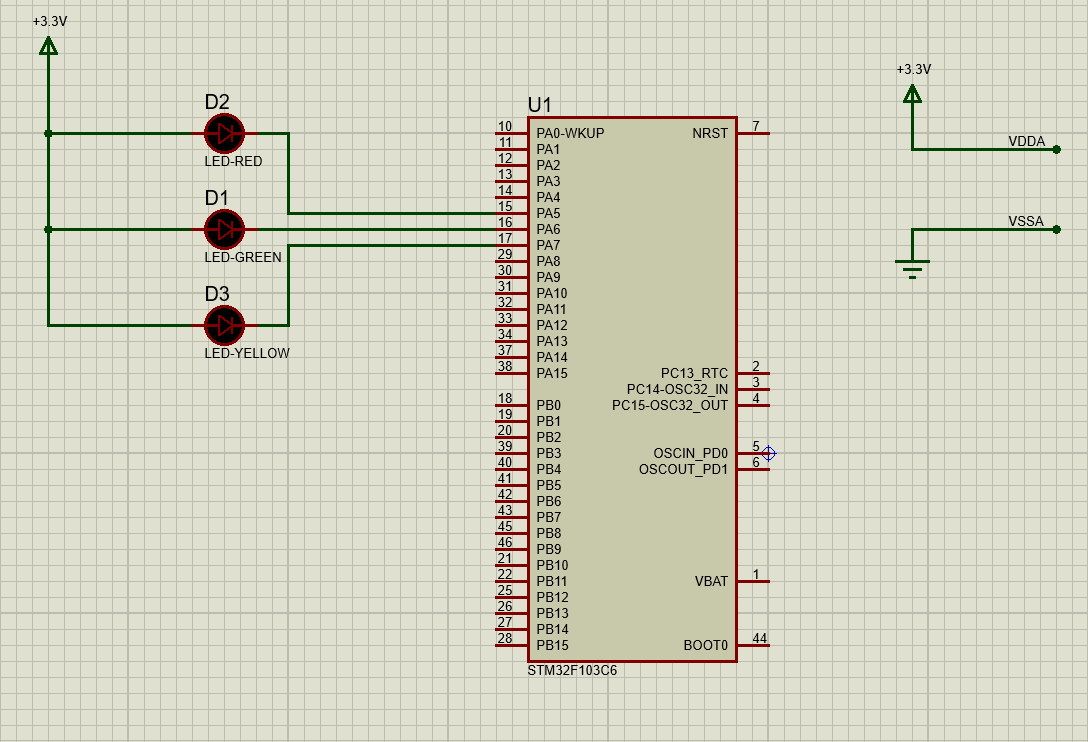 +3.3V
D2
LED-RED
D1
LED-GREEN
D3
LED-YELLOW
U1
10 PA0-WKUP
11 PA1
12 PA2
13 PA3
14 PA4
15 PA5
16 PA6
17 PA7
29 PA8
30 PA9
31 PA10
32 PA11
33 PA12
34 PA13
37 PA14
38 PA15
18 PB0
19 PB1
20 PB2
39 PB3
40 PB4
41 PB5
42 PB6
43 PB7
45 PB8
46 PB9
21 PB10
22 PB11
25 PB12
26 PB13
27 PB14
28 PB15
NRST 7
PC13_RTC 2
PC14-OSC32_IN 3
PC15-OSC32_OUT 4
OSCIN_PD0 5
OSCOUT_PD1 6
VBAT 1
BOOT0 44
STM32F103C6
+3.3V
VDDA
VSSA